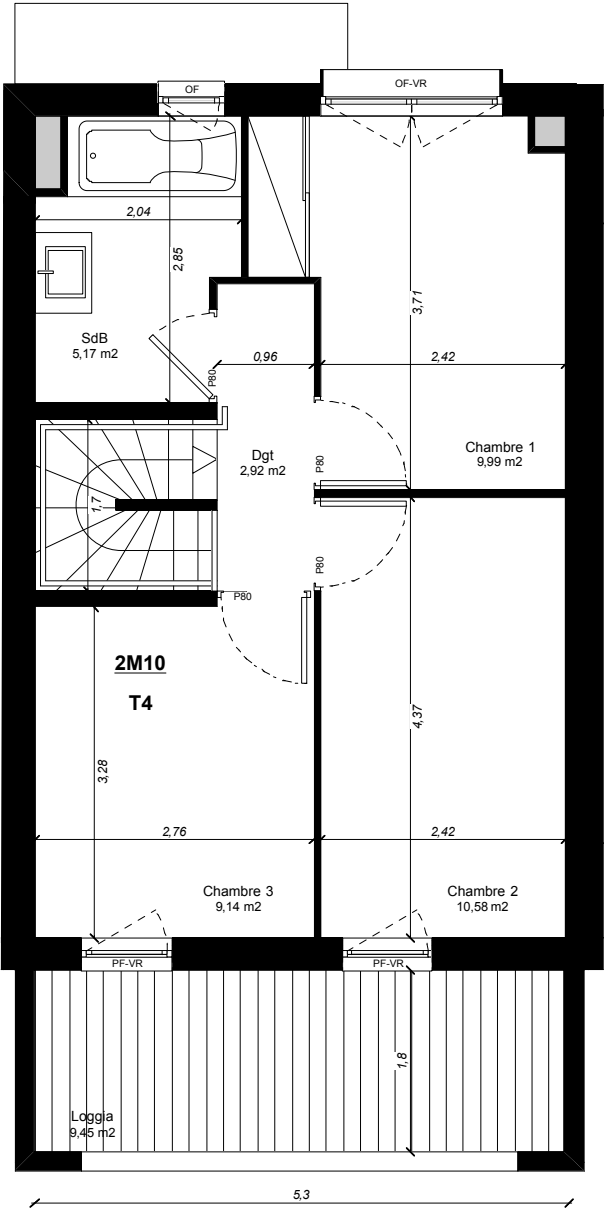 OF
OF-VR
2,04
2,85
3,71
SdB
5,17 m2
0,96
2,42
P80
Dgt
2,92 m2
P80
Chambre 1
9,99 m2
1,7
P80
P80
2M10
T4
4,37
3,28
2,76
2,42
Chambre 3
9,14 m2
Chambre 2
10,58 m2
PF-VR
PF-VR
1,8
Loggia
9,45 m2
5,3